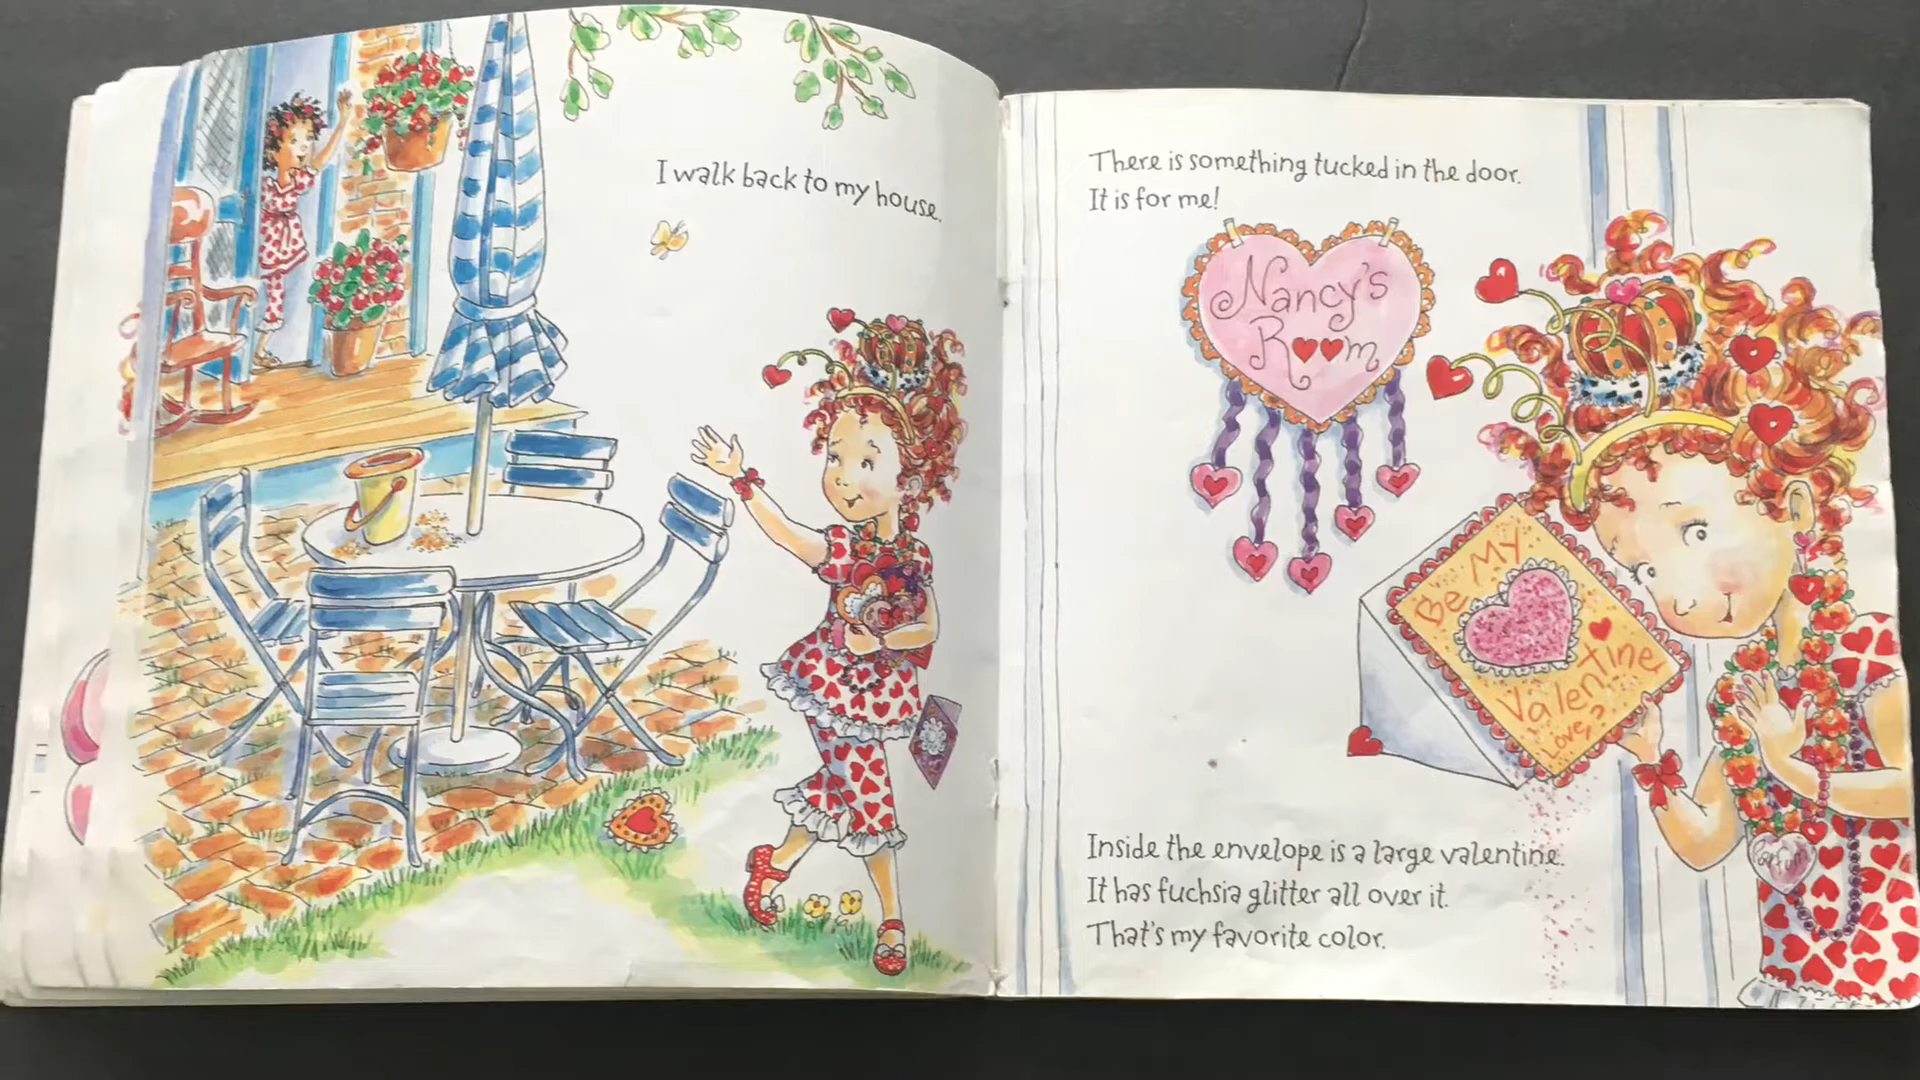 I walk back to my house.
There is something tucked in the door.
It is for me!
Nancy's
Room
Be My
Valentine
Love, ?
Inside the envelope is a large valentine.
It has fuchsia glitter all over it.
That's my favorite color.